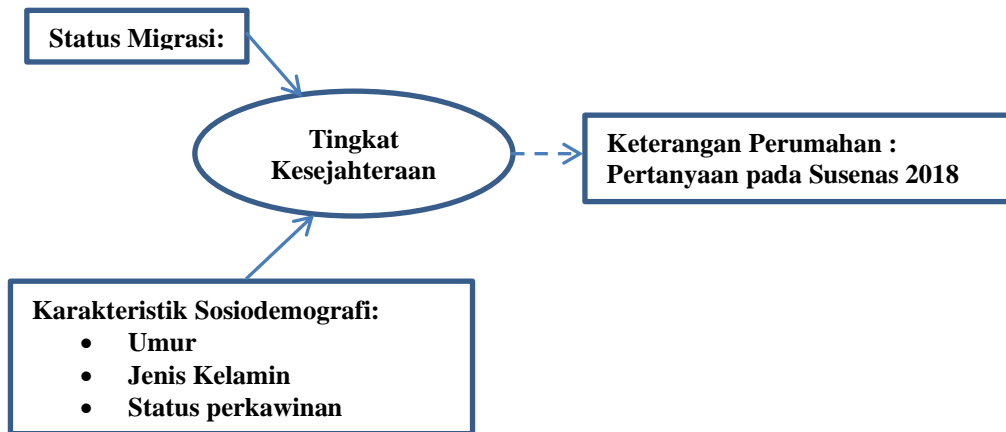 Status Migrasi:
Tingkat
Kesejahteraan
Keterangan Perumahan :
Pertanyaan pada Susenas 2018
Karakteristik Sosiodemografi:
• Umur
• Jenis Kelamin
• Status perkawinan